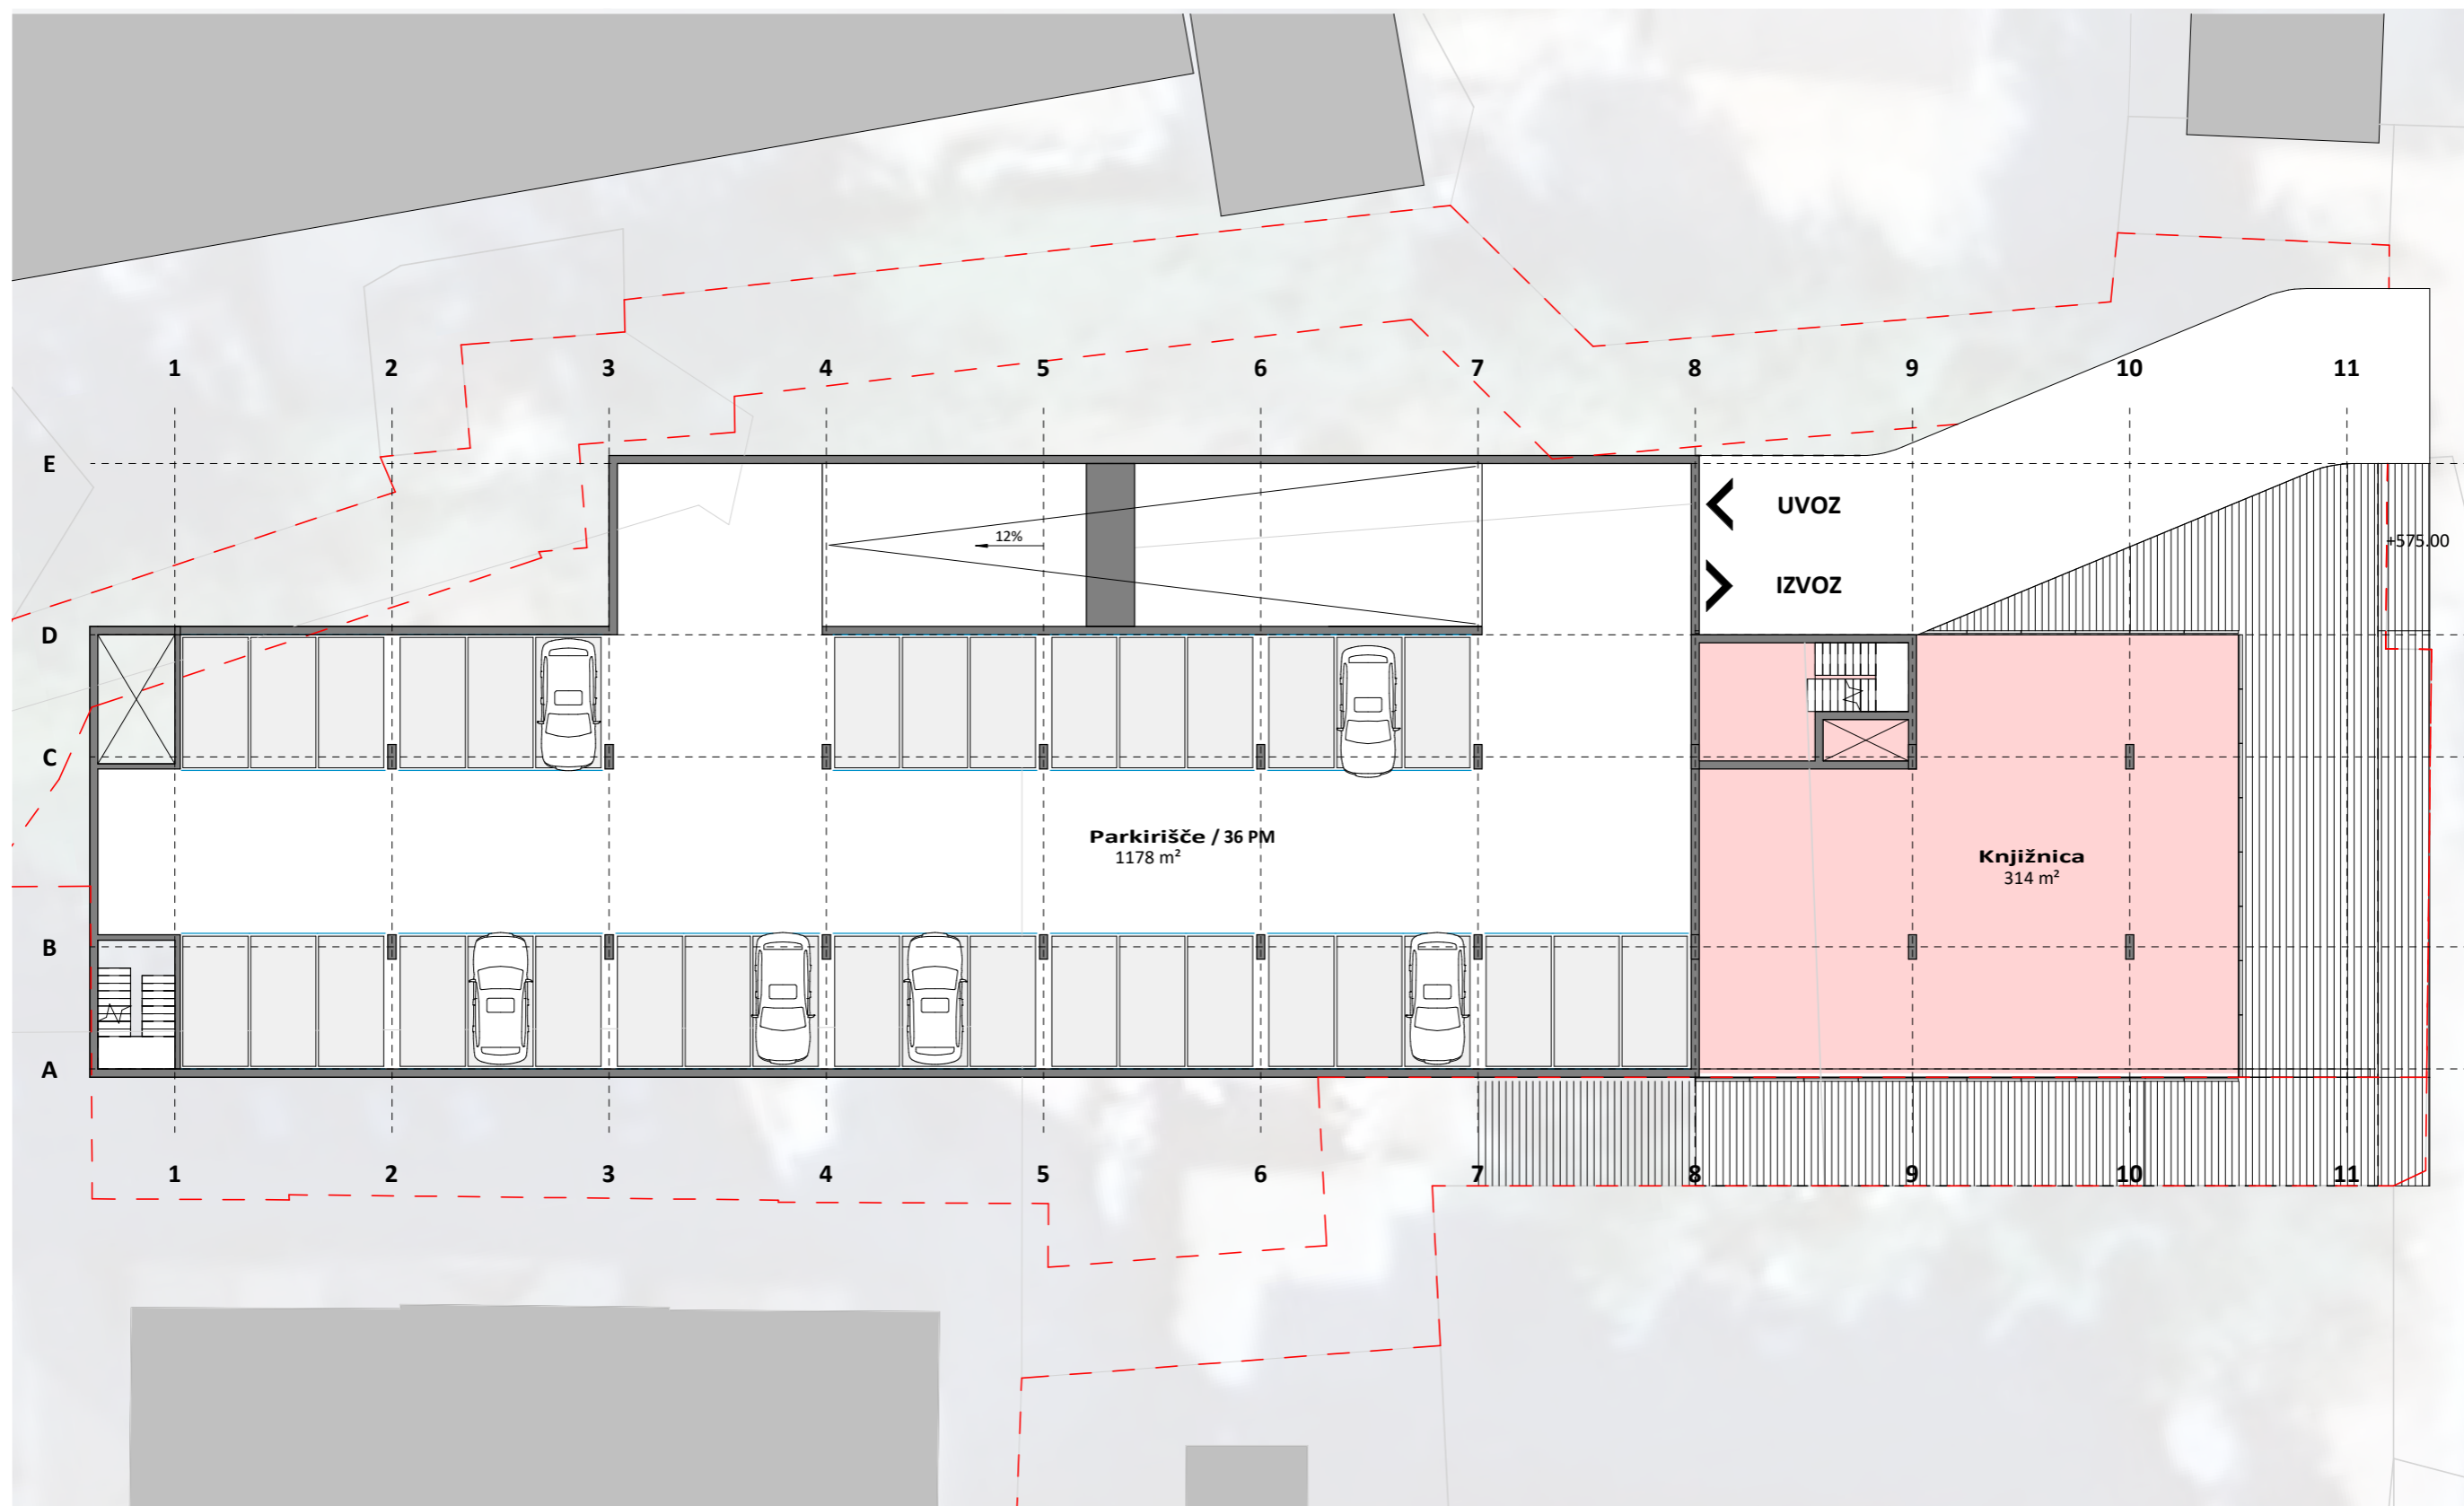 1 2 3 4 5 6 7 8 9 10 11
E
UVOZ
12%
+575.00
IZVOZ
D
C
Parkirišče / 36 PM
1178 m²
Knjižnica
314 m²
B
A
1 2 3 4 5 6 7 8 9 10 11